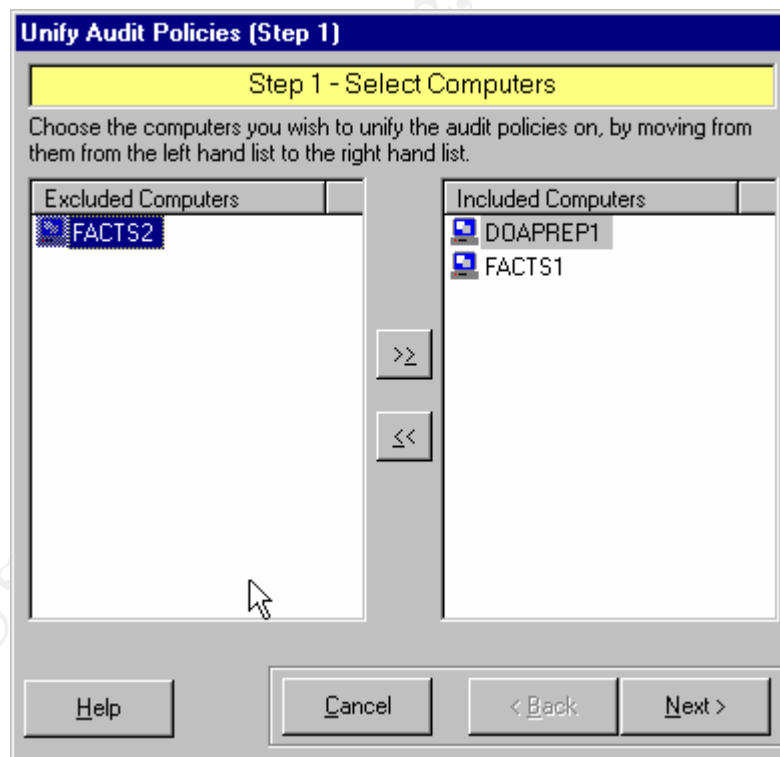 Unify Audit Policies (Step 1)
Step 1 - Select Computers
Choose the computers you wish to unify the audit policies on, by moving from
them from the left hand list to the right hand list.
Excluded Computers
FACTS2
Included Computers
DOAPREP1
FACTS1
>>
<<
Help
Cancel
< Back
Next >